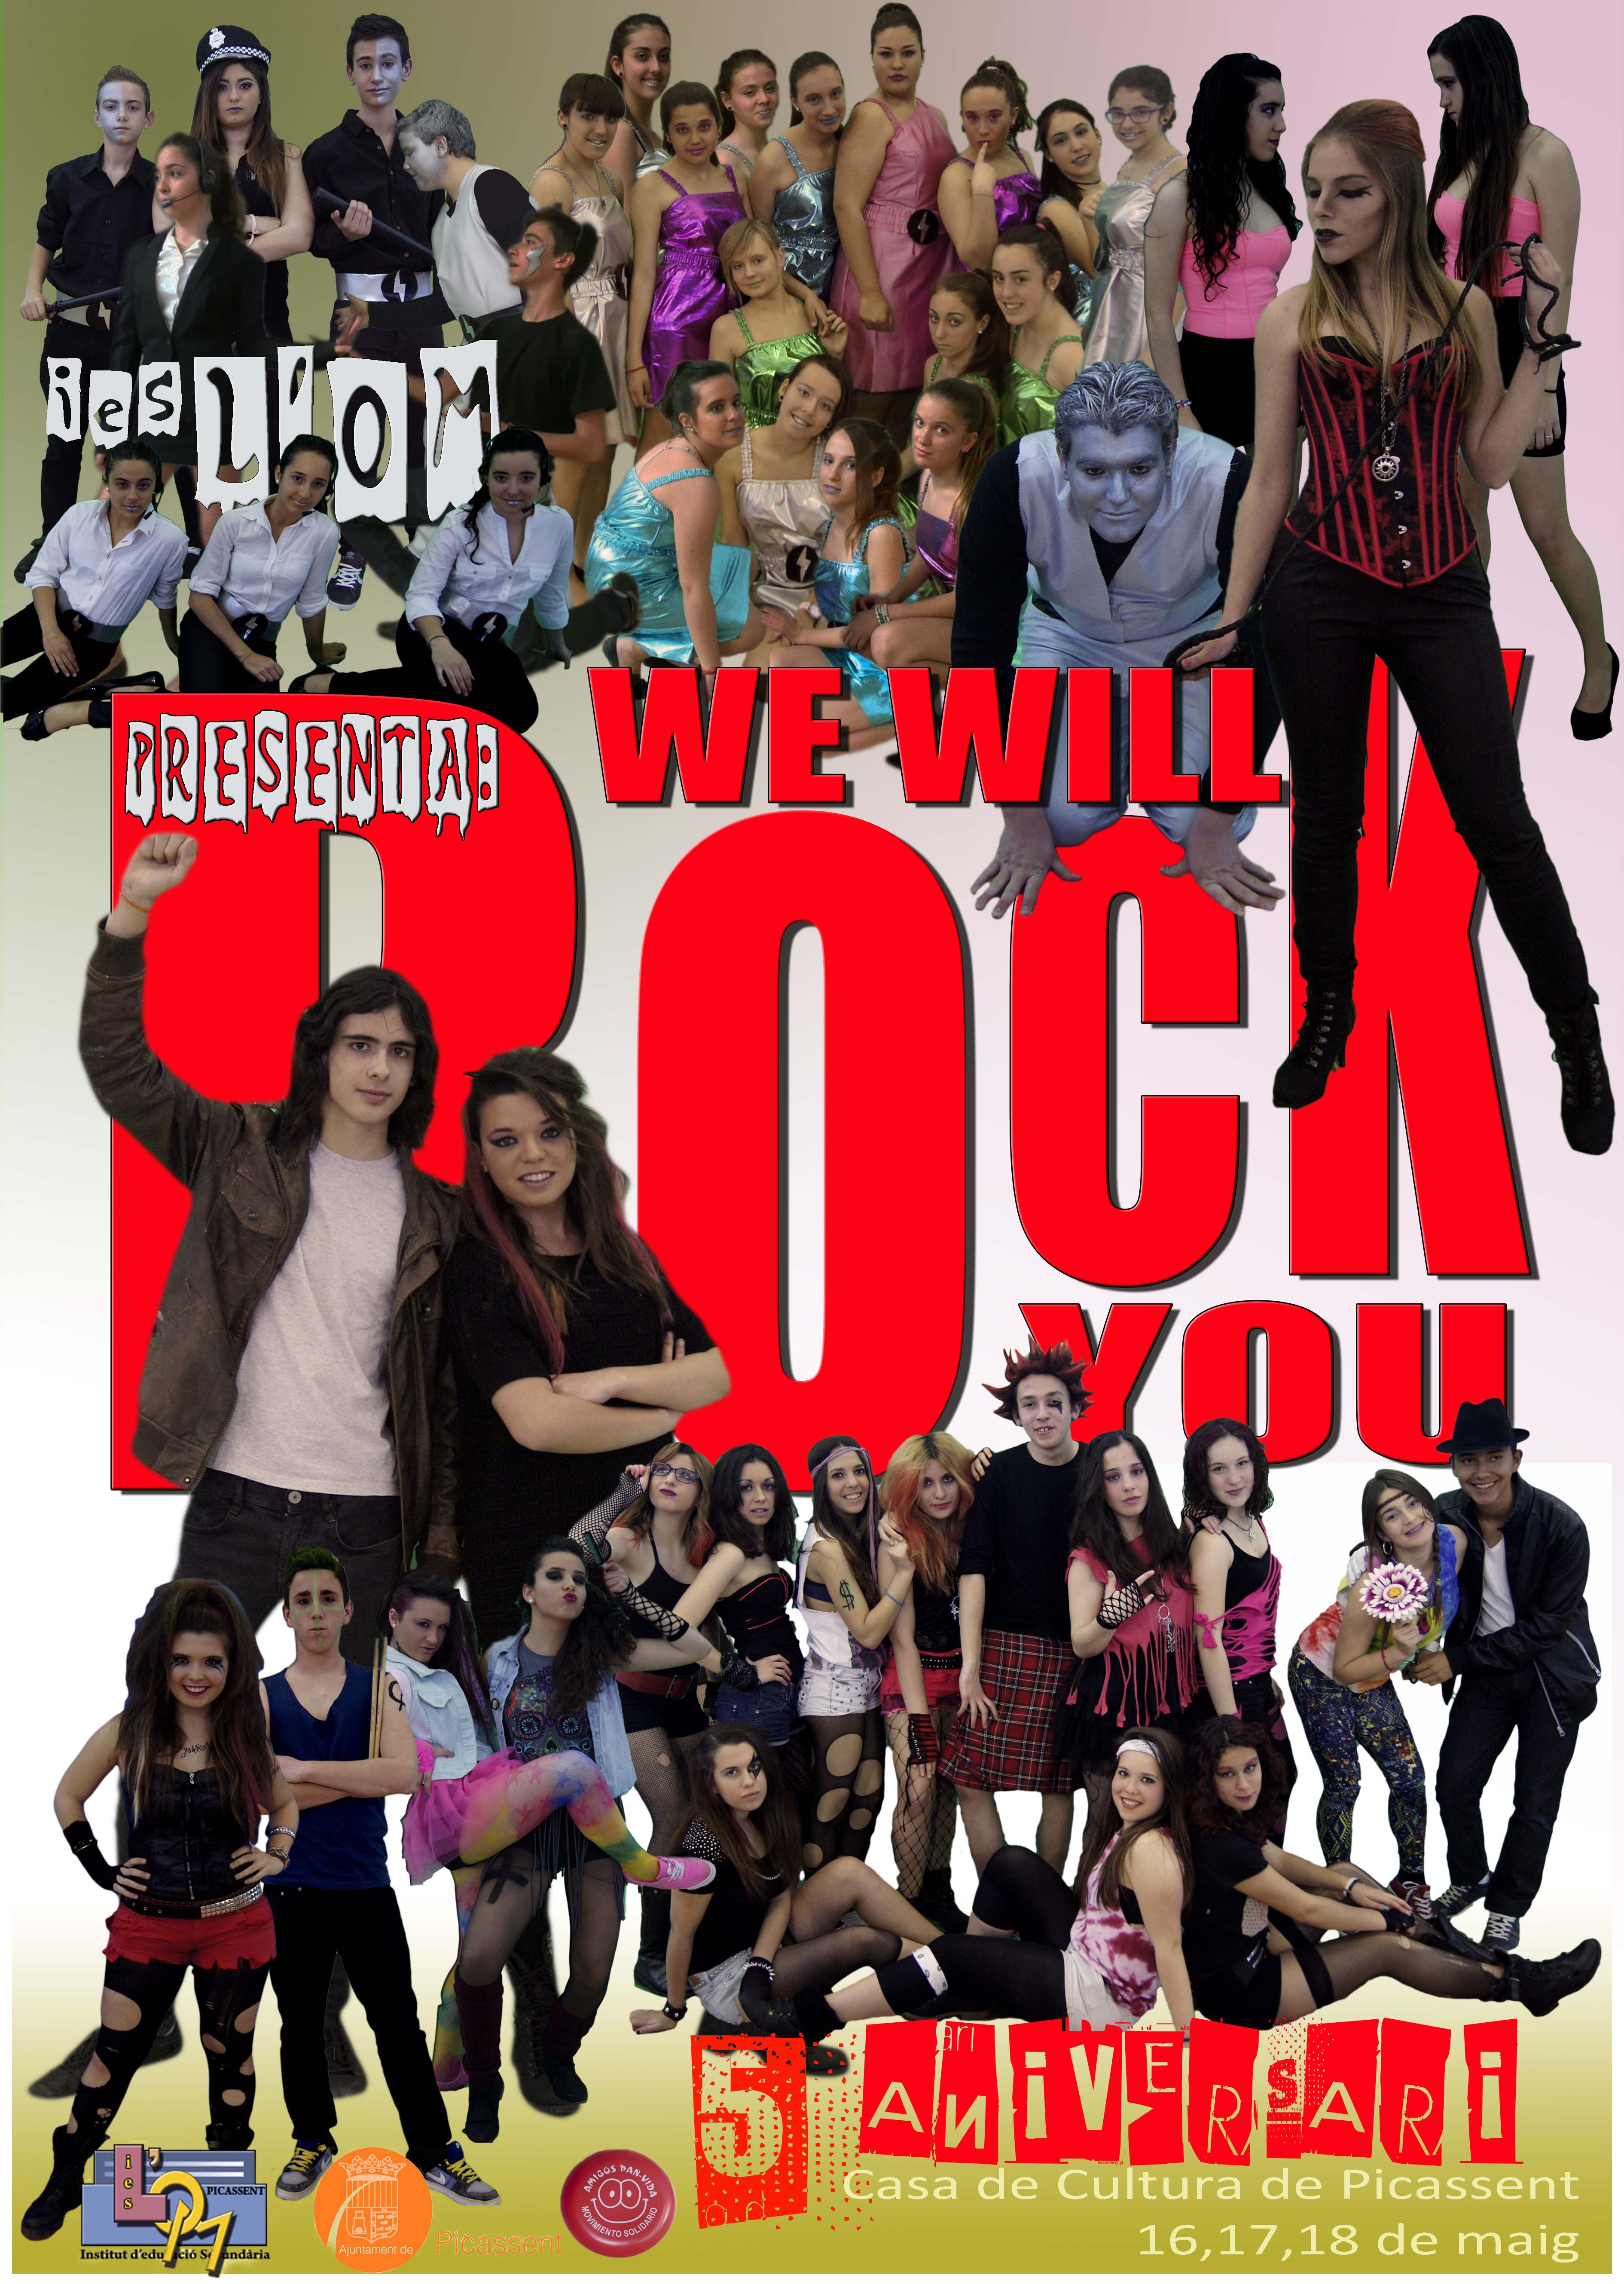 ies L'OM
PRESENTA:
WE WILL
ROCK
YOU
5 ANIVERSARI
Casa de Cultura de Picassent
16,17,18 de maig
ies L'OM
PICASSENT
Institut d'educació Secundària
Ajuntament de Picassent
AMIGOS PAN-VIDA
MOVIMIENTO SOLIDARIO